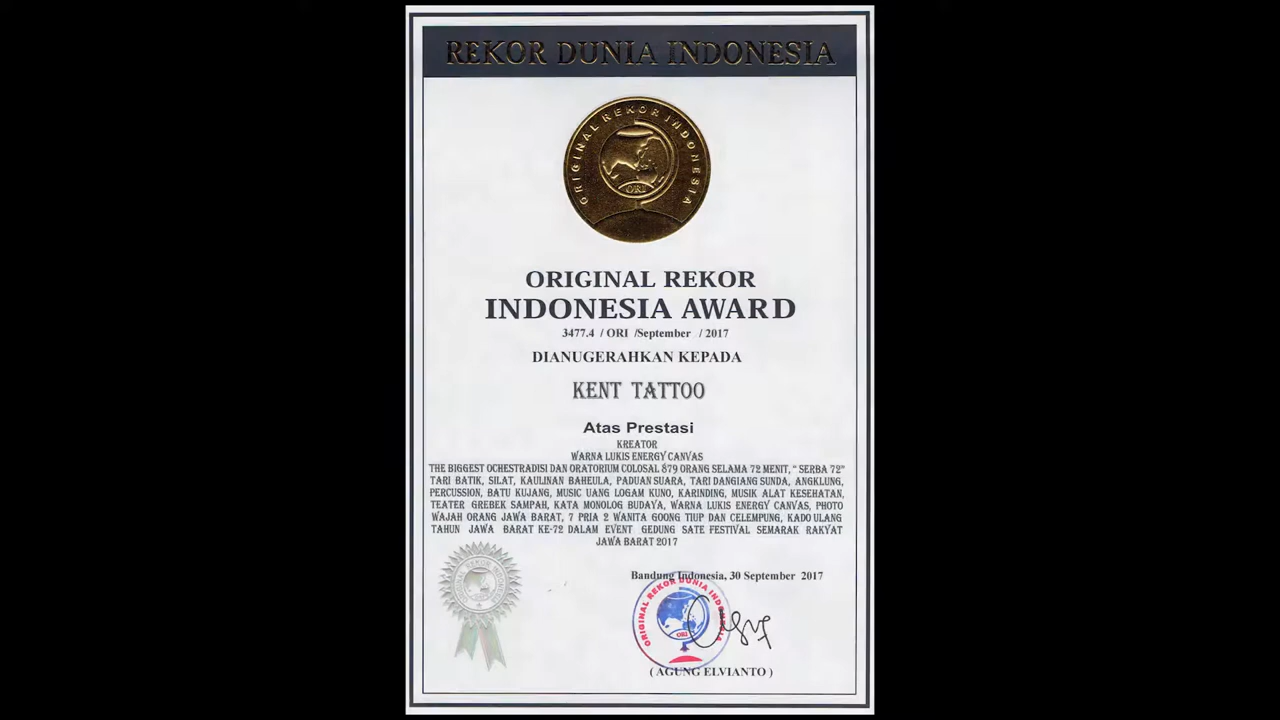 REKOR DUNIA INDONESIA
ORIGINAL REKOR INDONESIA
ORI
ORIGINAL REKOR
INDONESIA AWARD
3477.4 / ORI /September / 2017
DIANUGERAHKAN KEPADA
KENT TATTOO
Atas Prestasi
KREATOR
WARNA LUKIS ENERGY CANVAS
THE BIGGEST OCHESTRADISI DAN ORATORIUM COLOSAL 879 ORANG SELAMA 72 MENIT, “ SERBA 72”
TARI BATIK, SILAT, KAULINAN BAHEULA, PADUAN SUARA, TARI DANGIANG SUNDA, ANGKLUNG,
PERCUSSION, BATU KUJANG, MUSIC UANG LOGAM KUNO, KARINDING, MUSIK ALAT KESEHATAN,
TEATER GREBEK SAMPAH, KATA MONOLOG BUDAYA, WARNA LUKIS ENERGY CANVAS, PHOTO
WAJAH ORANG JAWA BARAT, 7 PRIA 2 WANITA GOONG TIUP DAN CELEMPUNG, KADO ULANG
TAHUN JAWA BARAT KE-72 DALAM EVENT GEDUNG SATE FESTIVAL SEMARAK RAKYAT
JAWA BARAT 2017
ORIGINAL REKOR INDONESIA
Bandung Indonesia, 30 September 2017
ORIGINAL REKOR DUNIA INDONESIA
ORI
( AGUNG ELVIANTO )